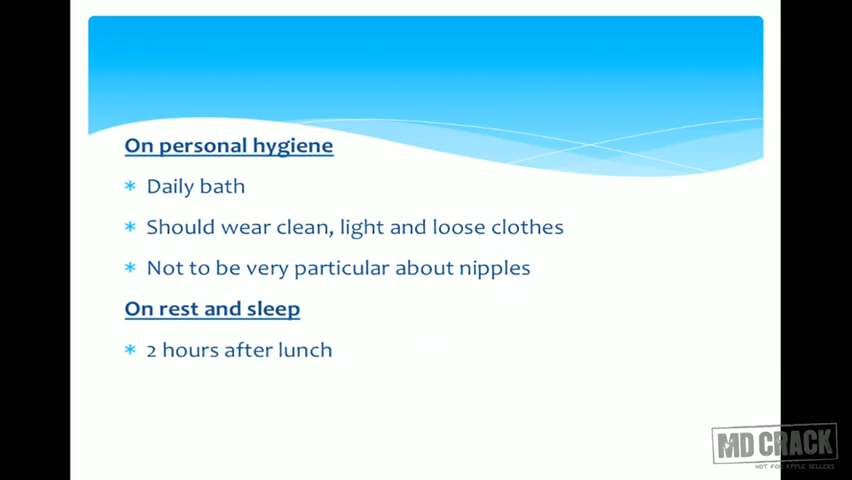 On personal hygiene
* Daily bath
* Should wear clean, light and loose clothes
* Not to be very particular about nipples
On rest and sleep
* 2 hours after lunch
MD CRACK
NOT FOR APPLE SELLERS